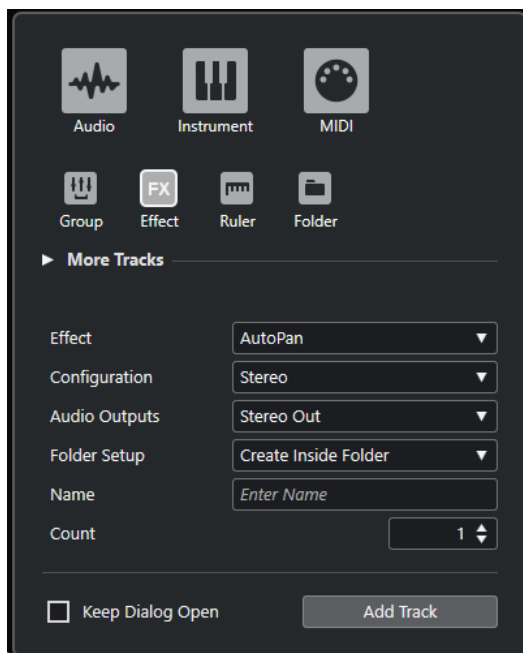 Audio Instrument MIDI
FX
Group Effect Ruler Folder
More Tracks
Effect AutoPan
Configuration Stereo
Audio Outputs Stereo Out
Folder Setup Create Inside Folder
Name Enter Name
Count 1
Keep Dialog Open Add Track